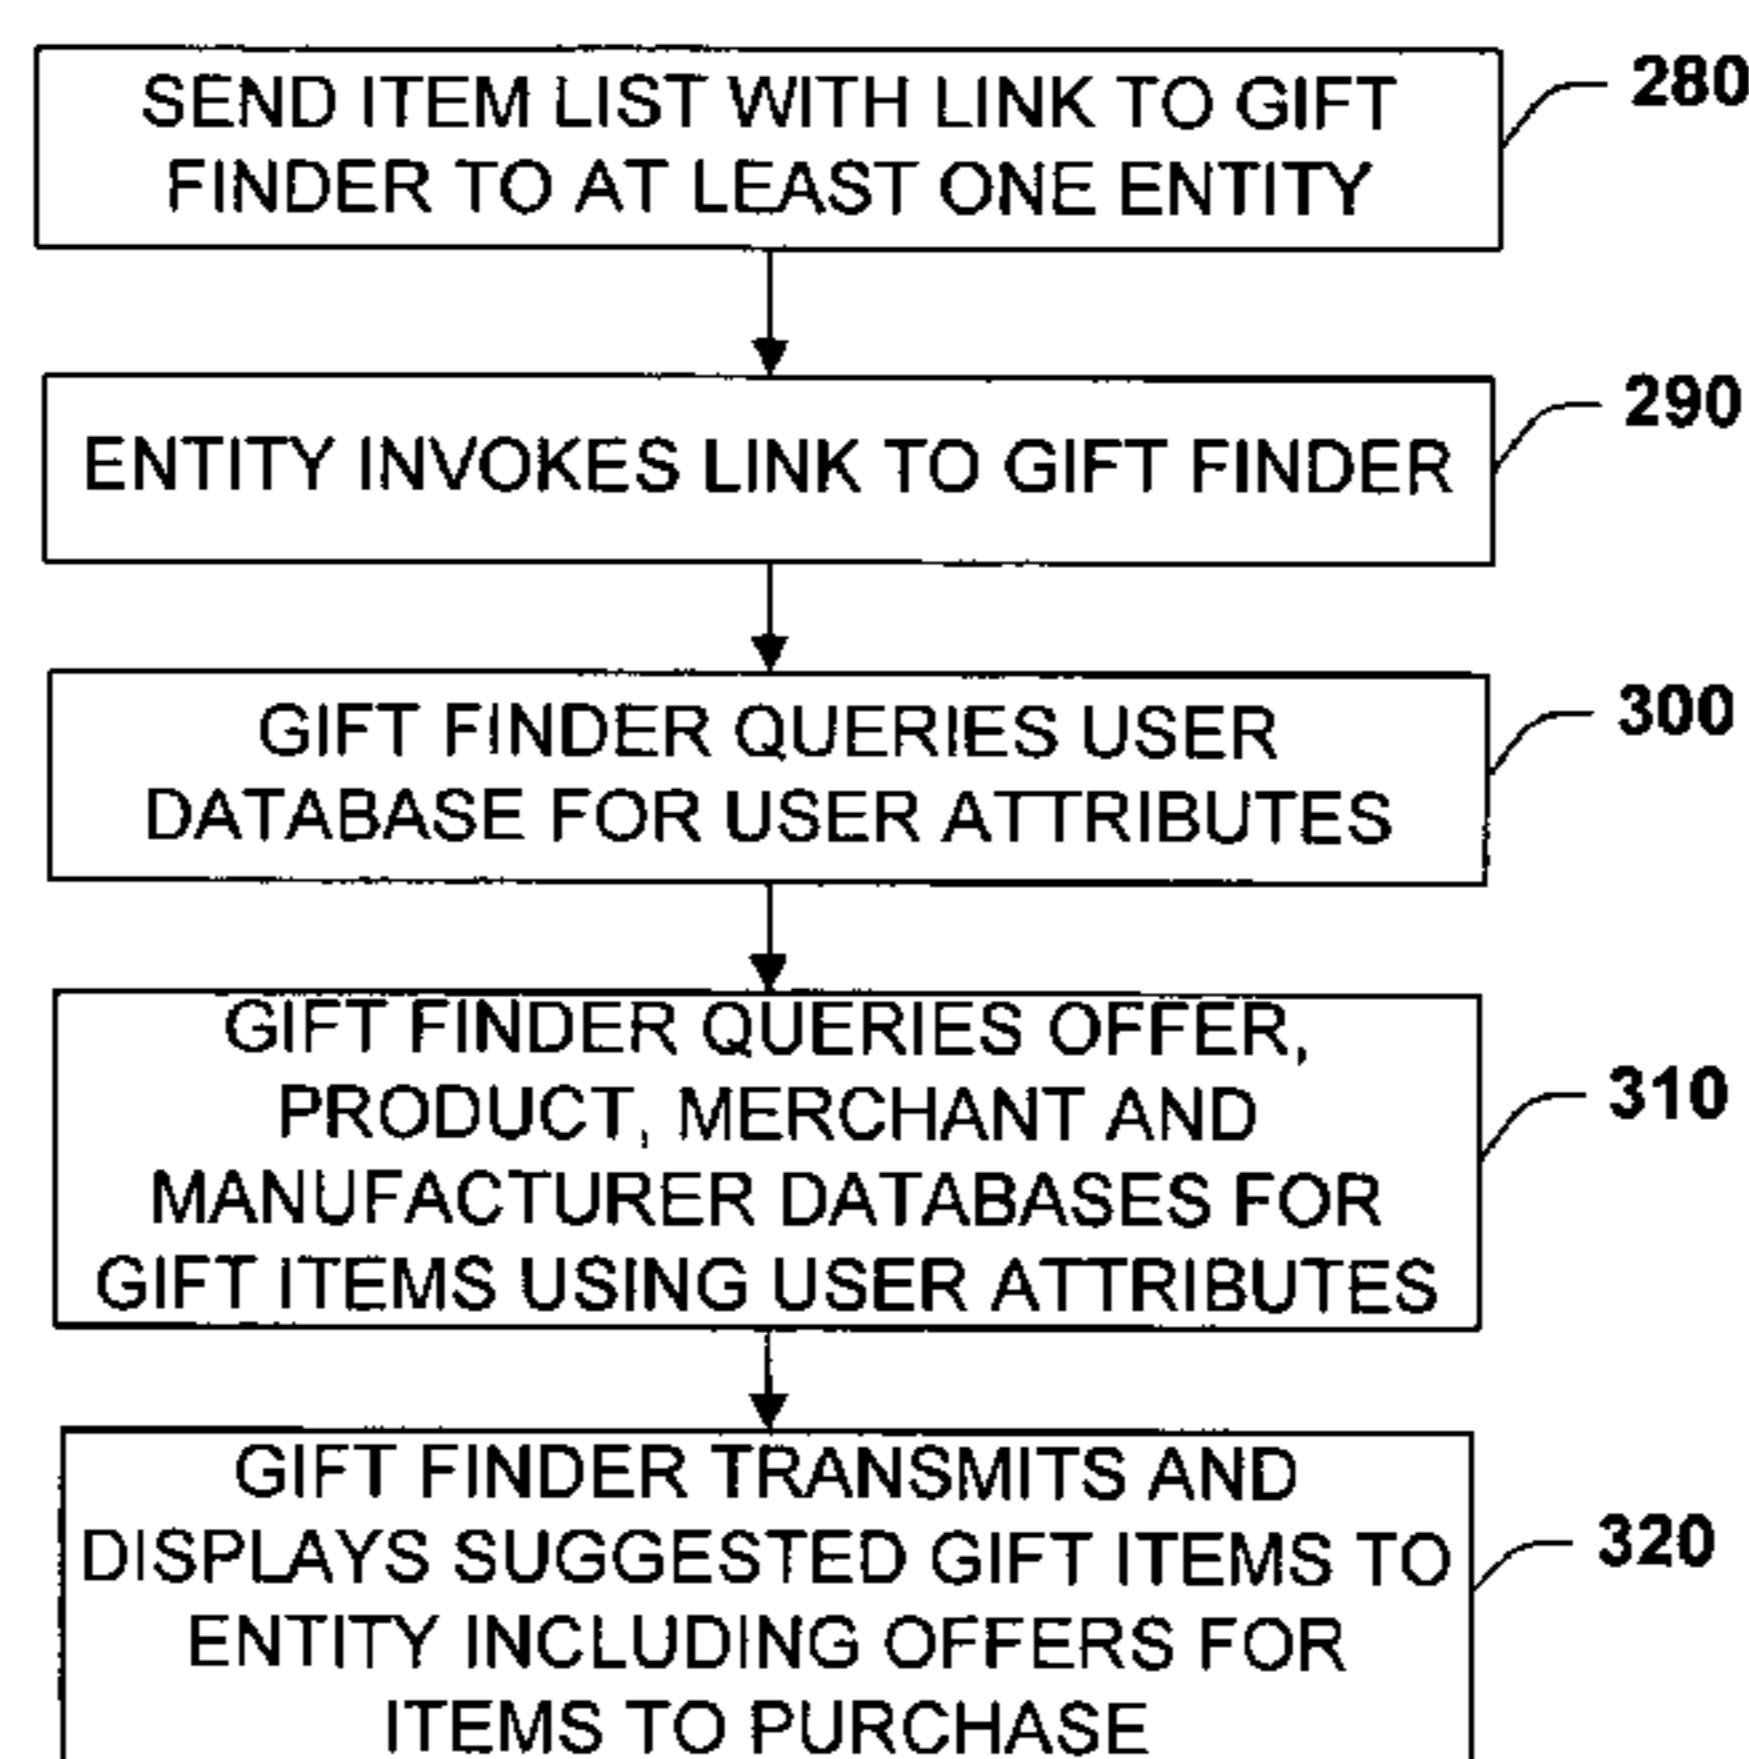 SEND ITEM LIST WITH LINK TO GIFT
FINDER TO AT LEAST ONE ENTITY
280
ENTITY INVOKES LINK TO GIFT FINDER
290
GIFT FINDER QUERIES USER
DATABASE FOR USER ATTRIBUTES
300
GIFT FINDER QUERIES OFFER,
PRODUCT, MERCHANT AND
MANUFACTURER DATABASES FOR
GIFT ITEMS USING USER ATTRIBUTES
310
GIFT FINDER TRANSMITS AND
DISPLAYS SUGGESTED GIFT ITEMS TO
ENTITY INCLUDING OFFERS FOR
ITEMS TO PURCHASE
320